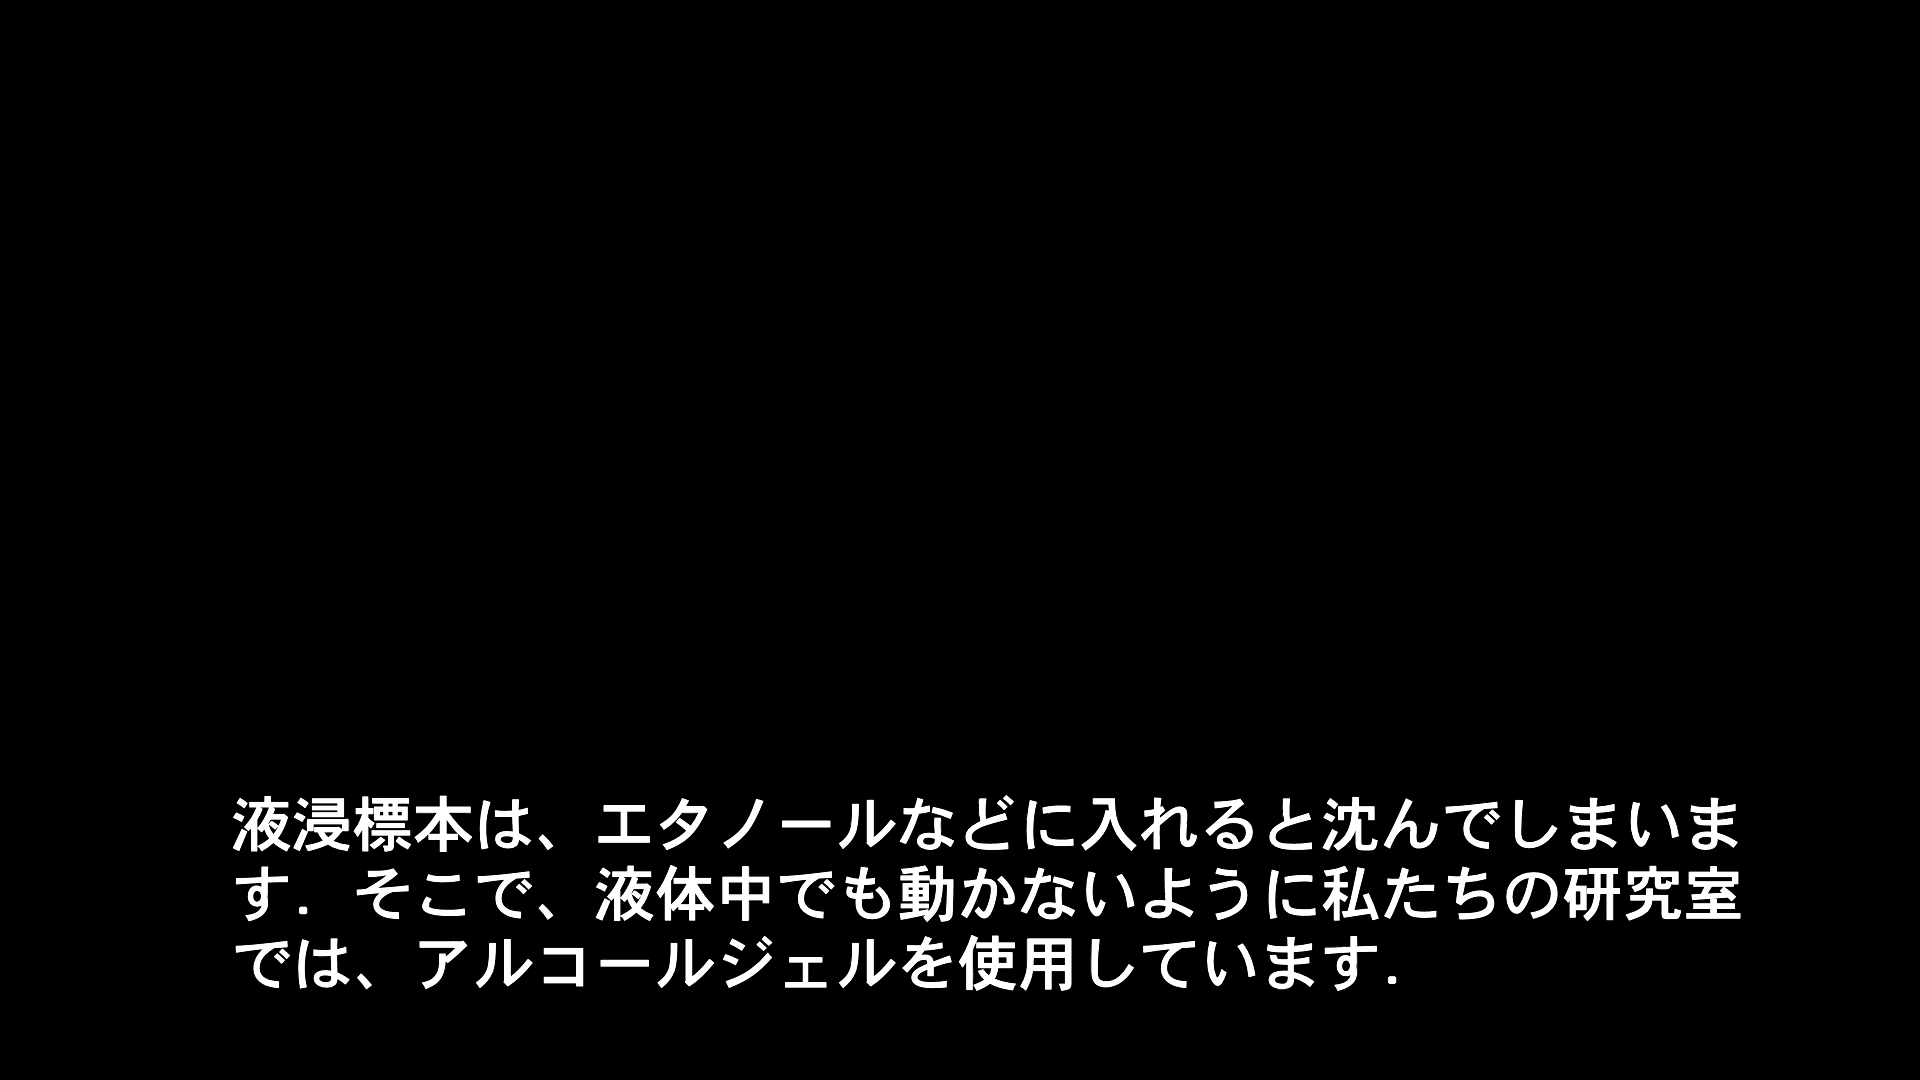 液浸標本は、エタノールなどに入れると沈んでしまいま
す．そこで、液体中でも動かないように私たちの研究室
では、アルコールジェルを使用しています．